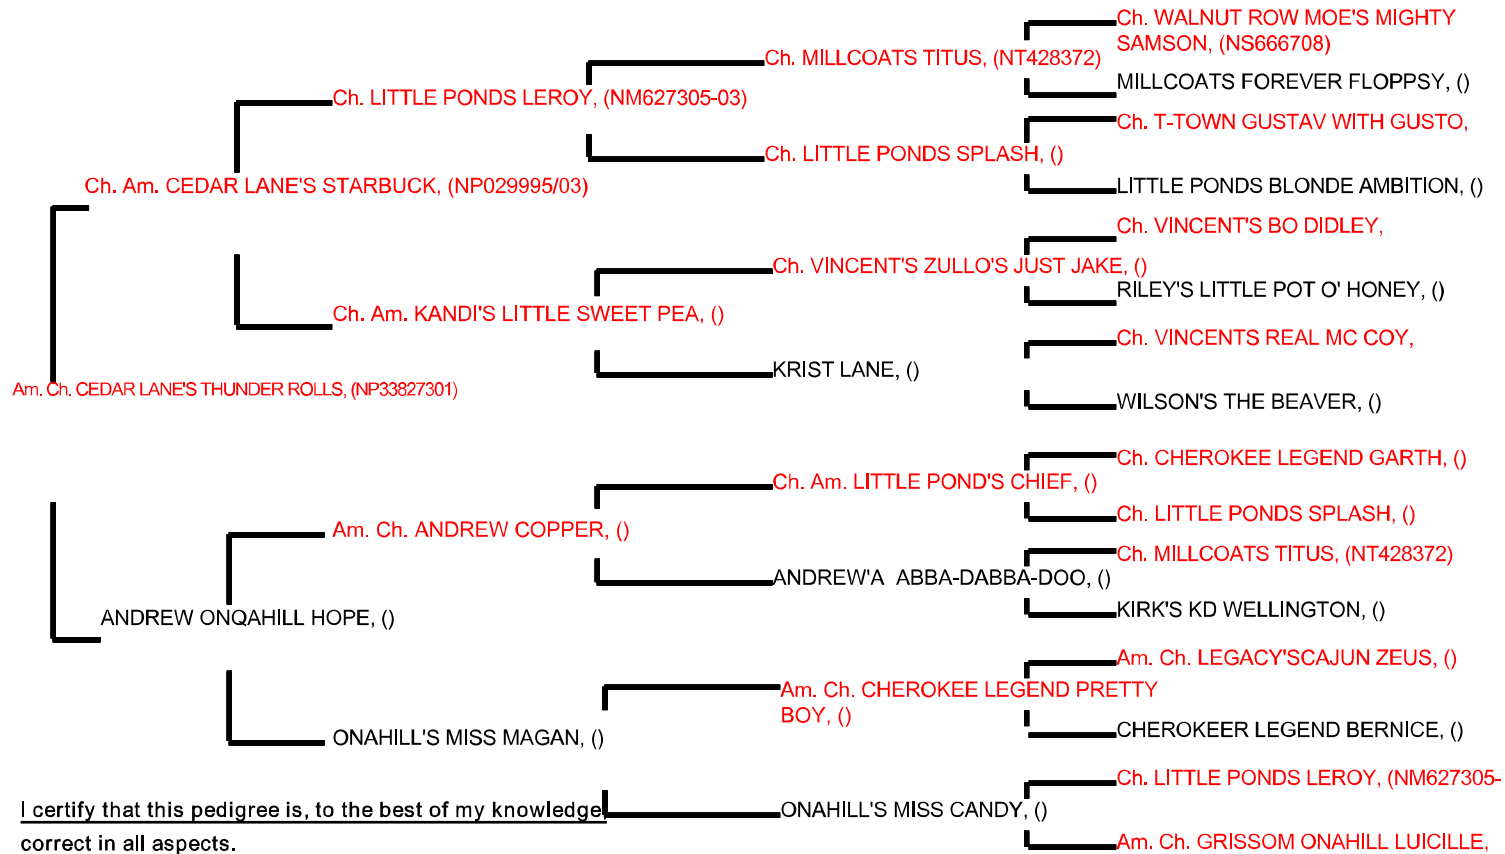 Ch. WALNUT ROW MOE'S MIGHTY
SAMSON, (NS666708)
Ch. MILLCOATS TITUS, (NT428372)
MILLCOATS FOREVER FLOPPSY, ()
Ch. LITTLE PONDS LEROY, (NM627305-03)
Ch. T-TOWN GUSTAV WITH GUSTO,
Ch. LITTLE PONDS SPLASH, ()
LITTLE PONDS BLONDE AMBITION, ()
Ch. Am. CEDAR LANE'S STARBUCK, (NP029995/03)
Ch. VINCENT'S BO DIDLEY,
Ch. VINCENT'S ZULLO'S JUST JAKE, ()
RILEY'S LITTLE POT O' HONEY, ()
Ch. Am. KANDI'S LITTLE SWEET PEA, ()
Ch. VINCENTS REAL MC COY,
KRIST LANE, ()
WILSON'S THE BEAVER, ()
Am. Ch. CEDAR LANE'S THUNDER ROLLS, (NP33827301)
Ch. CHEROKEE LEGEND GARTH, ()
Ch. Am. LITTLE POND'S CHIEF, ()
Ch. LITTLE PONDS SPLASH, ()
Am. Ch. ANDREW COPPER, ()
Ch. MILLCOATS TITUS, (NT428372)
ANDREW'A  ABBA-DABBA-DOO, ()
KIRK'S KD WELLINGTON, ()
ANDREW ONQAHILL HOPE, ()
Am. Ch. LEGACY'SCAJUN ZEUS, ()
Am. Ch. CHEROKEE LEGEND PRETTY
BOY, ()
CHEROKEER LEGEND BERNICE, ()
ONAHILL'S MISS MAGAN, ()
Ch. LITTLE PONDS LEROY, (NM627305-
ONAHILL'S MISS CANDY, ()
Am. Ch. GRISSOM ONAHILL LUICILLE,
I certify that this pedigree is, to the best of my knowledge,
correct in all aspects.